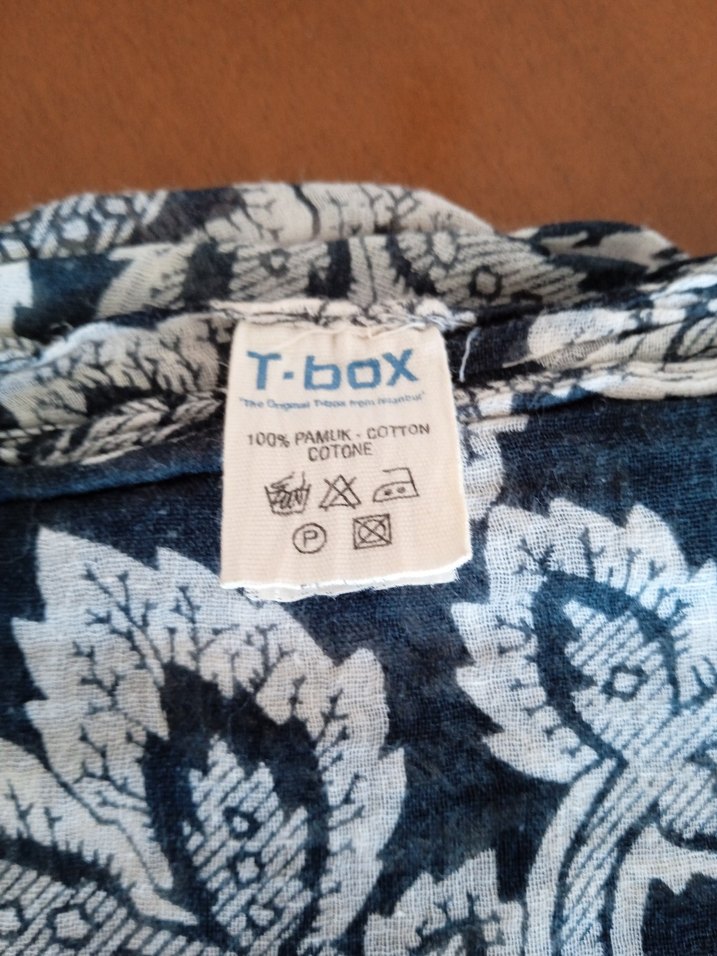 T-box
"The Original T-box from Istanbul"
100% PAMUK - COTTON
COTONE
P